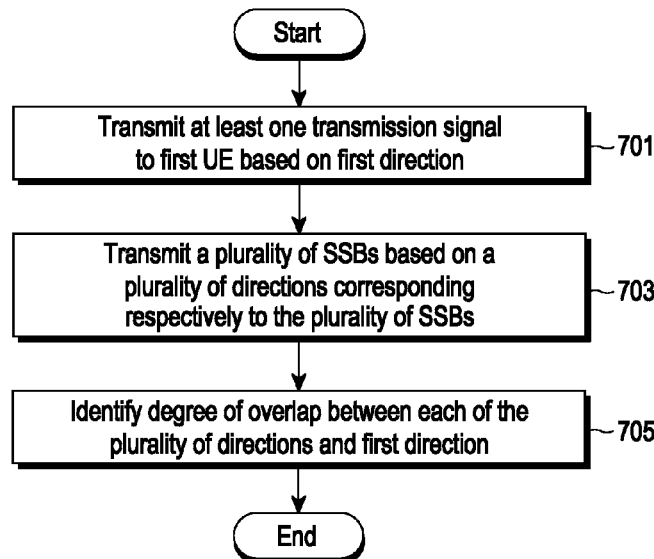 Start
Transmit at least one transmission signal
to first UE based on first direction
701
Transmit a plurality of SSBs based on a
plurality of directions corresponding
respectively to the plurality of SSBs
703
Identify degree of overlap between each of the
plurality of directions and first direction
705
End